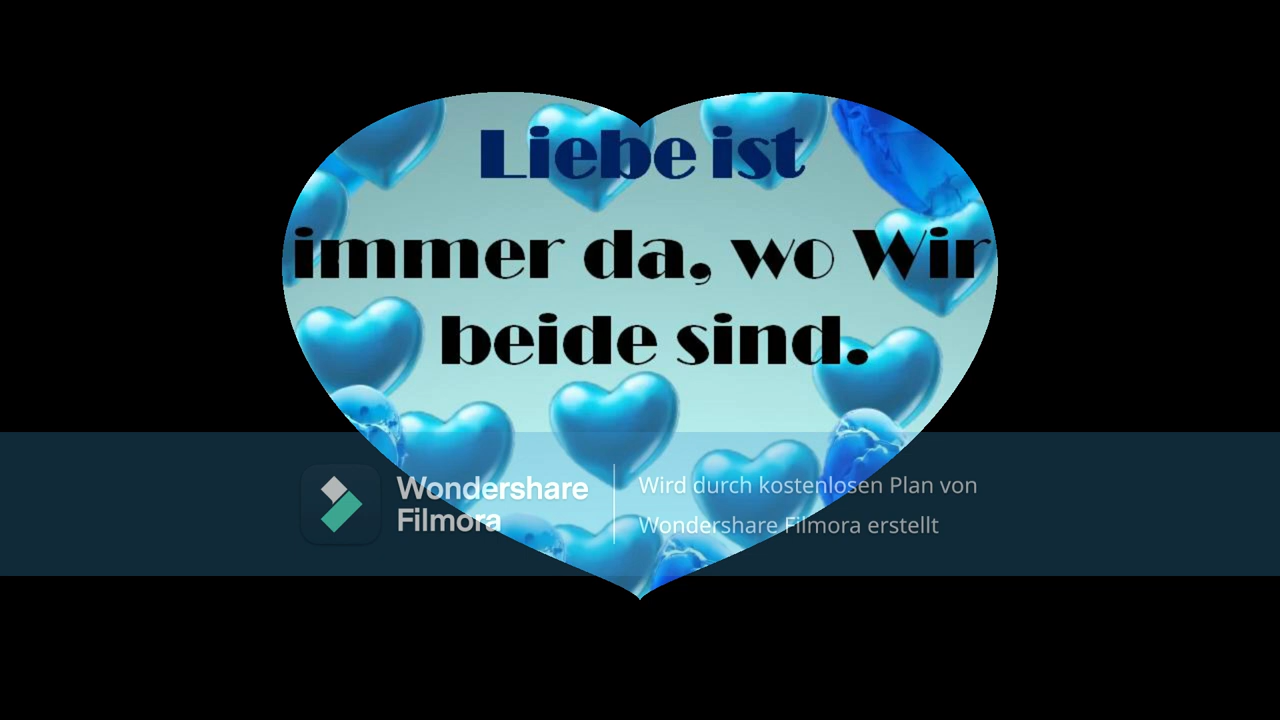 Liebe ist
immer da, wo Wir
beide sind.
Wondershare
Filmora
Wird durch kostenlosen Plan von
Wondershare Filmora erstellt